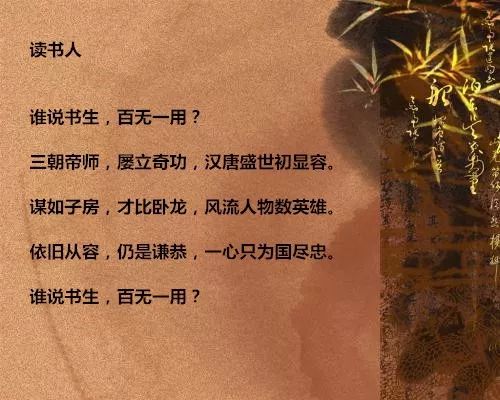 读书人
谁说书生，百无一用？
三朝帝师，屡立奇功，汉唐盛世初显容。
谋如子房，才比卧龙，风流人物数英雄。
依旧从容，仍是谦恭，一心只为国尽忠。
谁说书生，百无一用？